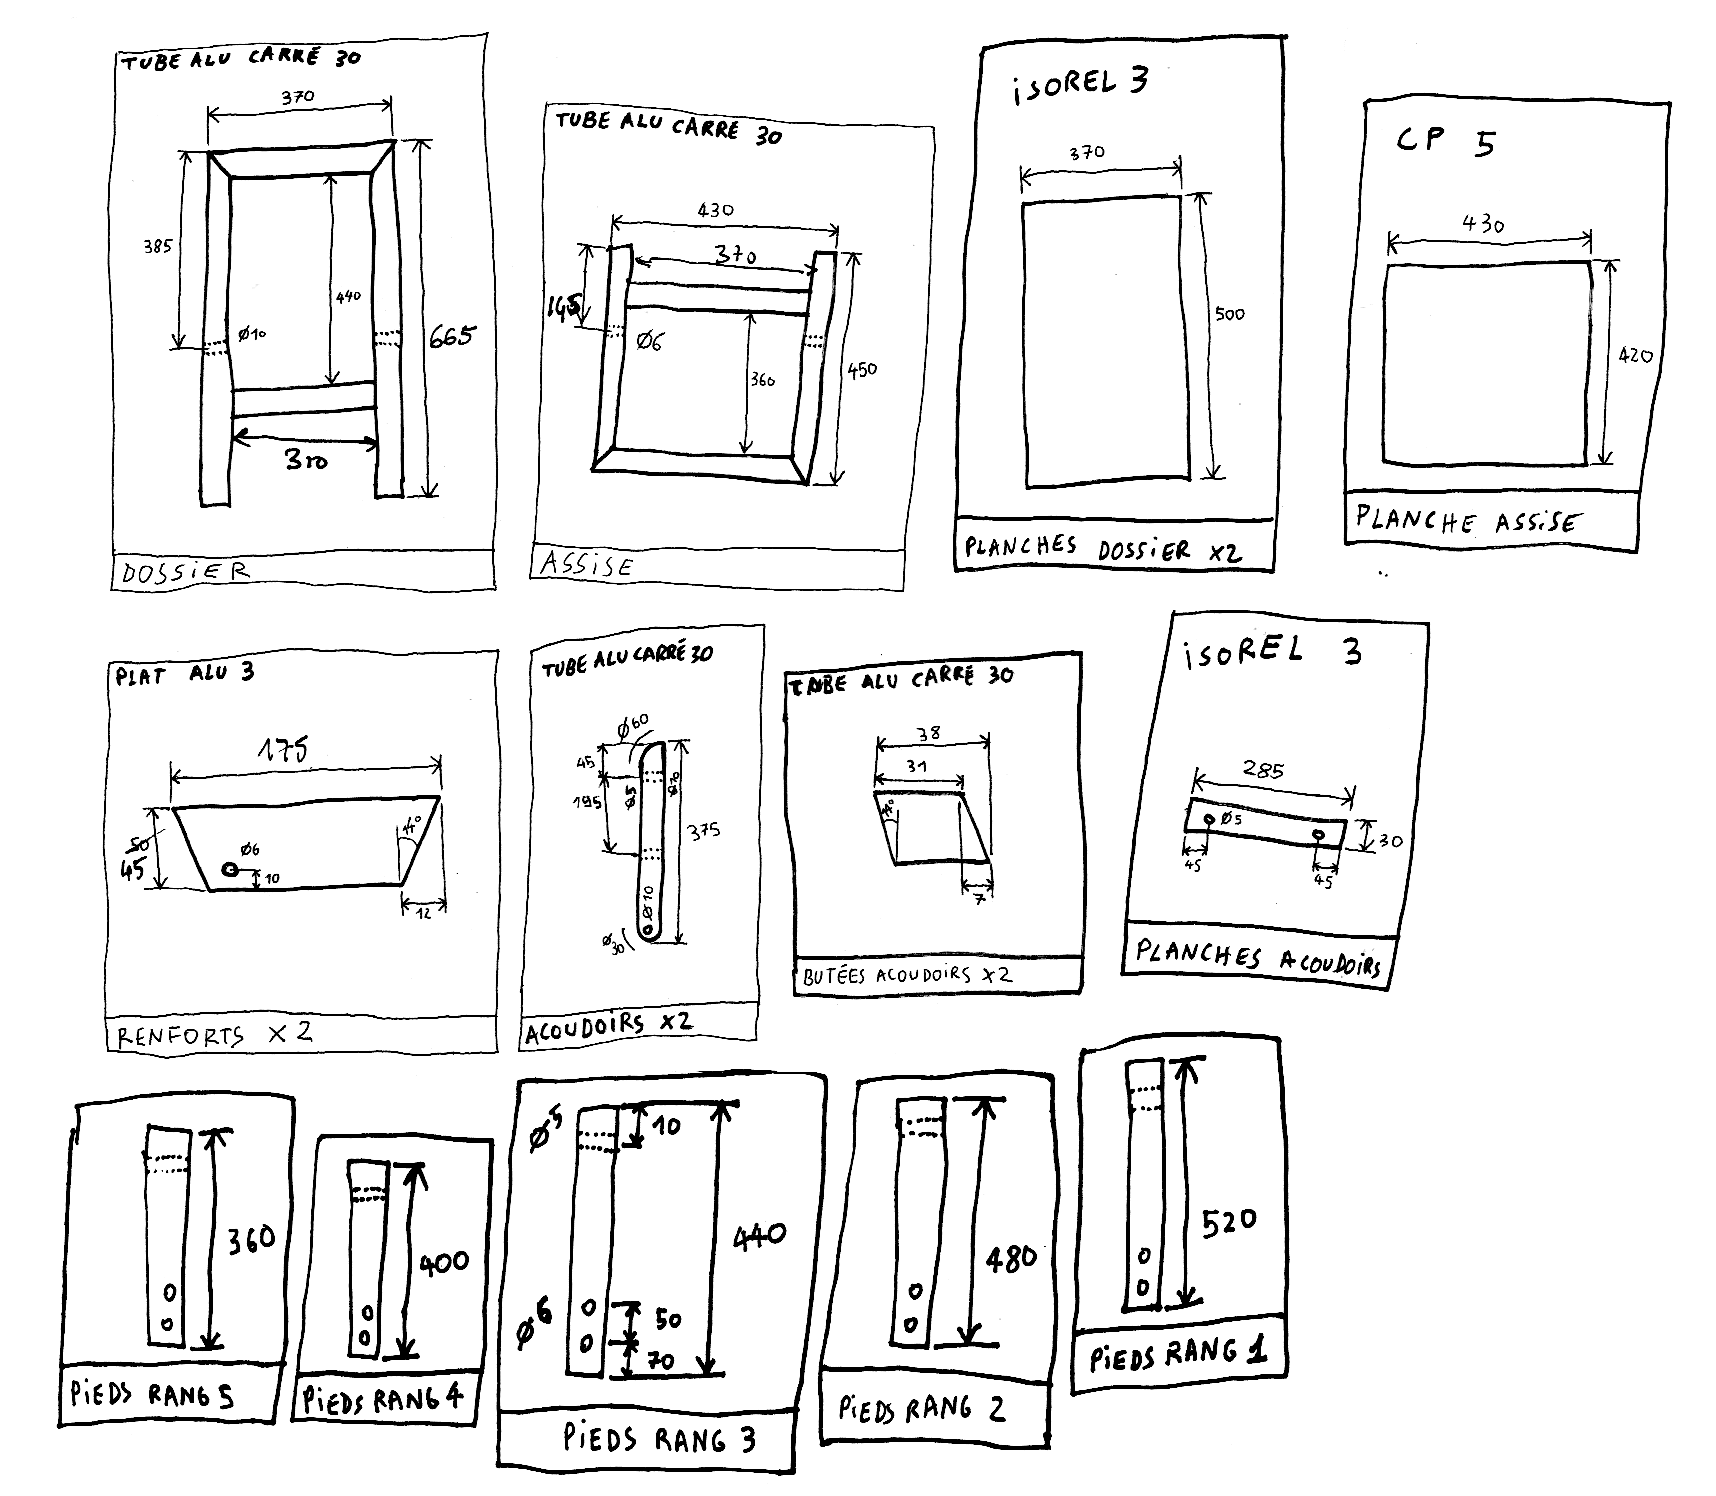 TUBE ALU CARRÉ 30
370
385
Ø10
440
665
310
DOSSiER
TUBE ALU CARRÉ 30
430
370
145
Ø6
360
450
ASSiSE
iSOREL 3
370
500
PLANCHES DOSSiER X2
CP 5
430
420
PLANCHE ASSiSE
PLAT ALU 3
175
50
45
Ø6
10
12
RENFORTS X2
TUBE ALU CARRÉ 30
Ø60
45
195
Ø5
375
Ø10
Ø30
ACOUDOiRS X2
TUBE ALU CARRÉ 30
38
31
7
BUTÉES ACOUDOiRS X2
iSOREL 3
285
Ø5
30
45
45
PLANCHES ACOUDOiRS
360
PiEDS RANG 5
400
PiEDS RANG 4
Ø5
10
440
Ø6
50
70
PiEDS RANG 3
480
PiEDS RANG 2
520
PiEDS RANG 1